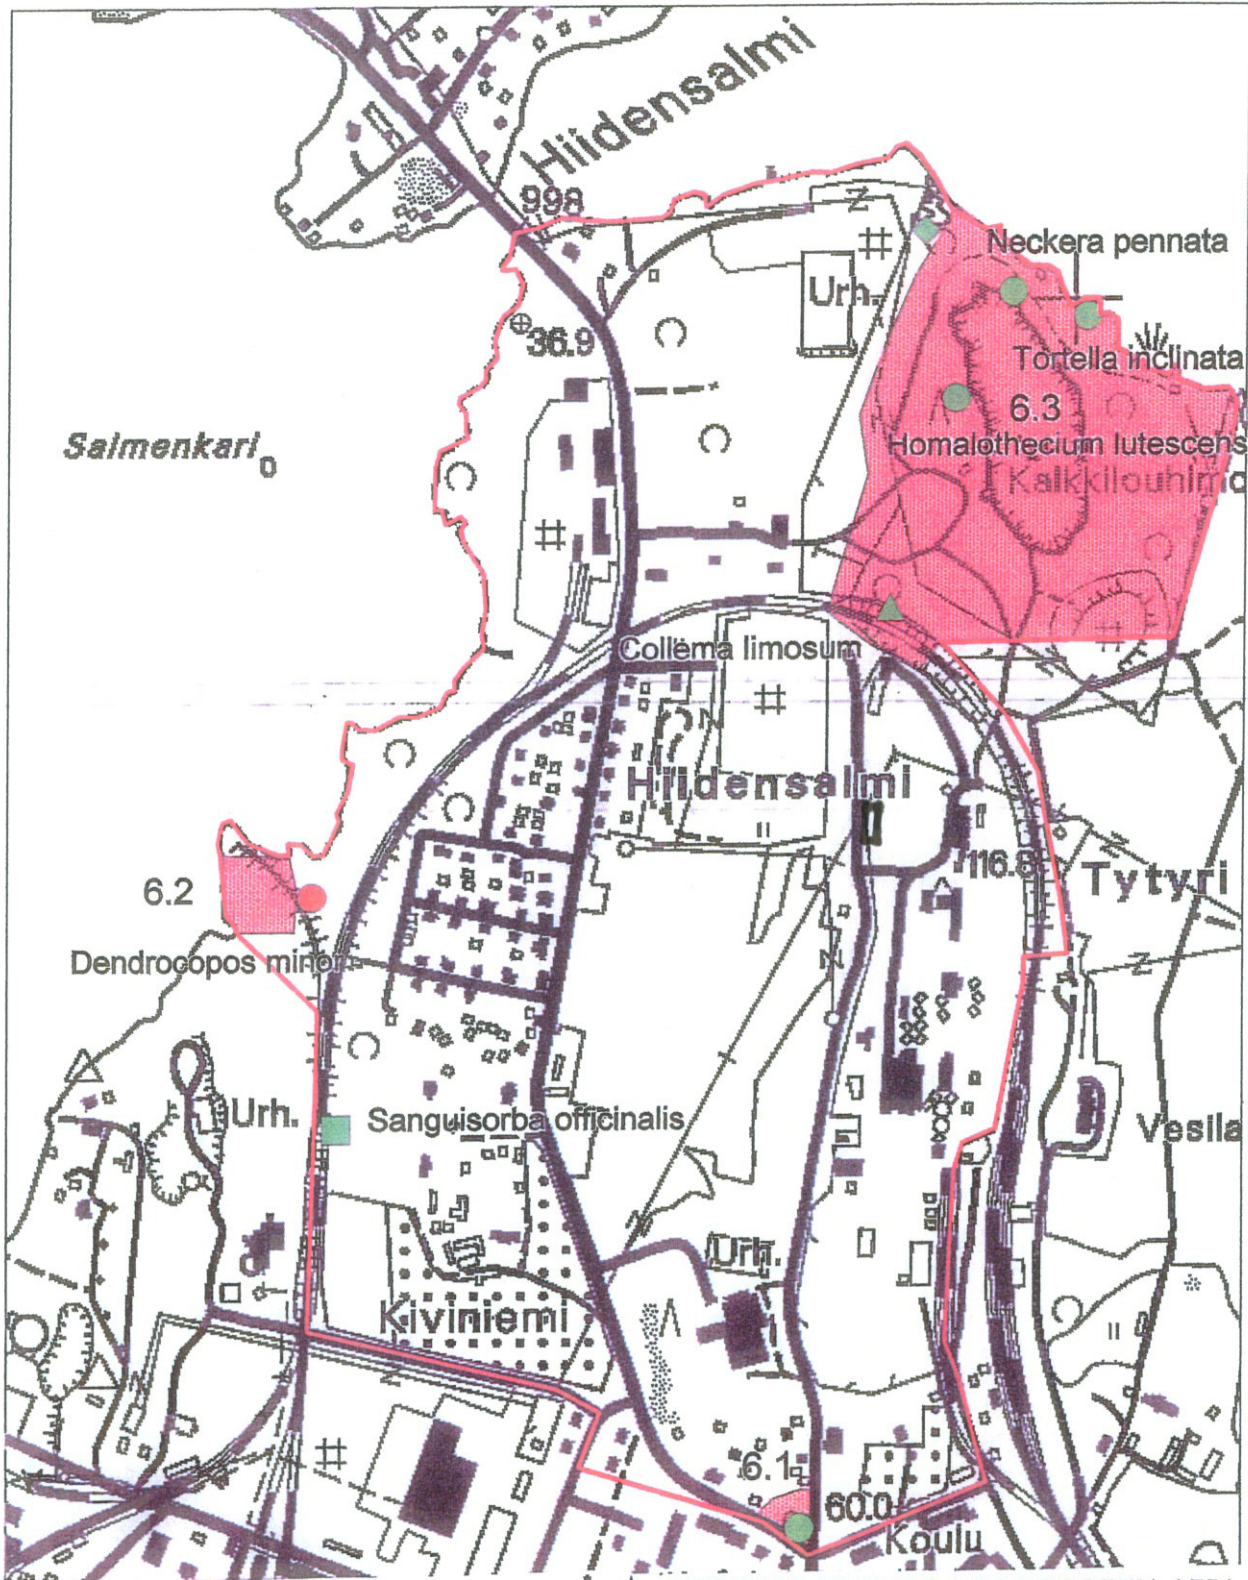 Hiidensalmi
998
Neckera pennata
Urh.
36.9
Tortella inclinata
6.3
Salmenkari
Homalothecium lutescens
Kalkkilouhimo
Collema limosum
Hiidensalmi
116.8
Tytyri
6.2
Dendrocopos minor
Urh.
Sanguisorba officinalis
Vesila
Urh.
Kiviniemi
6.1
60.0
Koulu